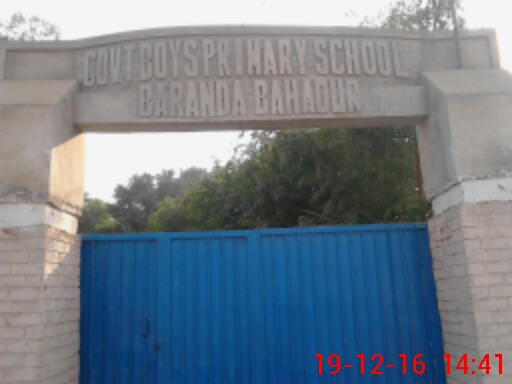 GOVT BOYS PRIMARY SCHOOL
BARANDA BAHADUR
19-12-16 14:41